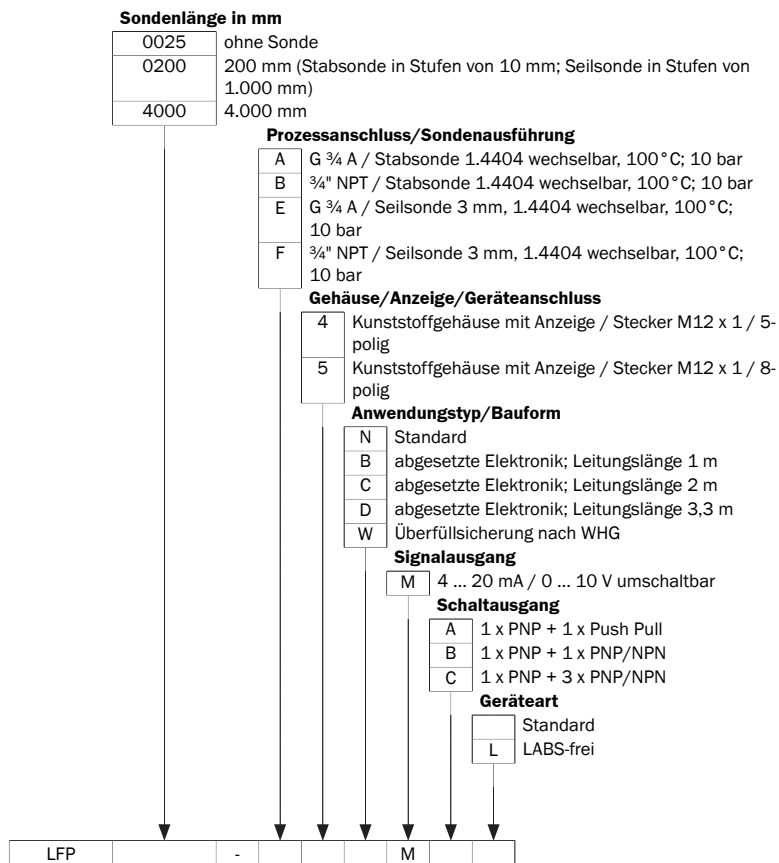 Sondenlänge in mm
0025 ohne Sonde
0200 200 mm (Stabsonde in Stufen von 10 mm; Seilsonde in Stufen von
1.000 mm)
4000 4.000 mm
Prozessanschluss/Sondenausführung
A G ¾ A / Stabsonde 1.4404 wechselbar, 100°C; 10 bar
B ¾" NPT / Stabsonde 1.4404 wechselbar, 100°C; 10 bar
E G ¾ A / Seilsonde 3 mm, 1.4404 wechselbar, 100°C;
10 bar
F ¾" NPT / Seilsonde 3 mm, 1.4404 wechselbar, 100°C;
10 bar
Gehäuse/Anzeige/Geräteanschluss
4 Kunststoffgehäuse mit Anzeige / Stecker M12 x 1 / 5-
polig
5 Kunststoffgehäuse mit Anzeige / Stecker M12 x 1 / 8-
polig
Anwendungstyp/Bauform
N Standard
B abgesetzte Elektronik; Leitungslänge 1 m
C abgesetzte Elektronik; Leitungslänge 2 m
D abgesetzte Elektronik; Leitungslänge 3,3 m
W Überfüllsicherung nach WHG
Signalausgang
M 4 ... 20 mA / 0 ... 10 V umschaltbar
Schaltausgang
A 1 x PNP + 1 x Push Pull
B 1 x PNP + 1 x PNP/NPN
C 1 x PNP + 3 x PNP/NPN
Geräteart
Standard
L LABS-frei
LFP - M